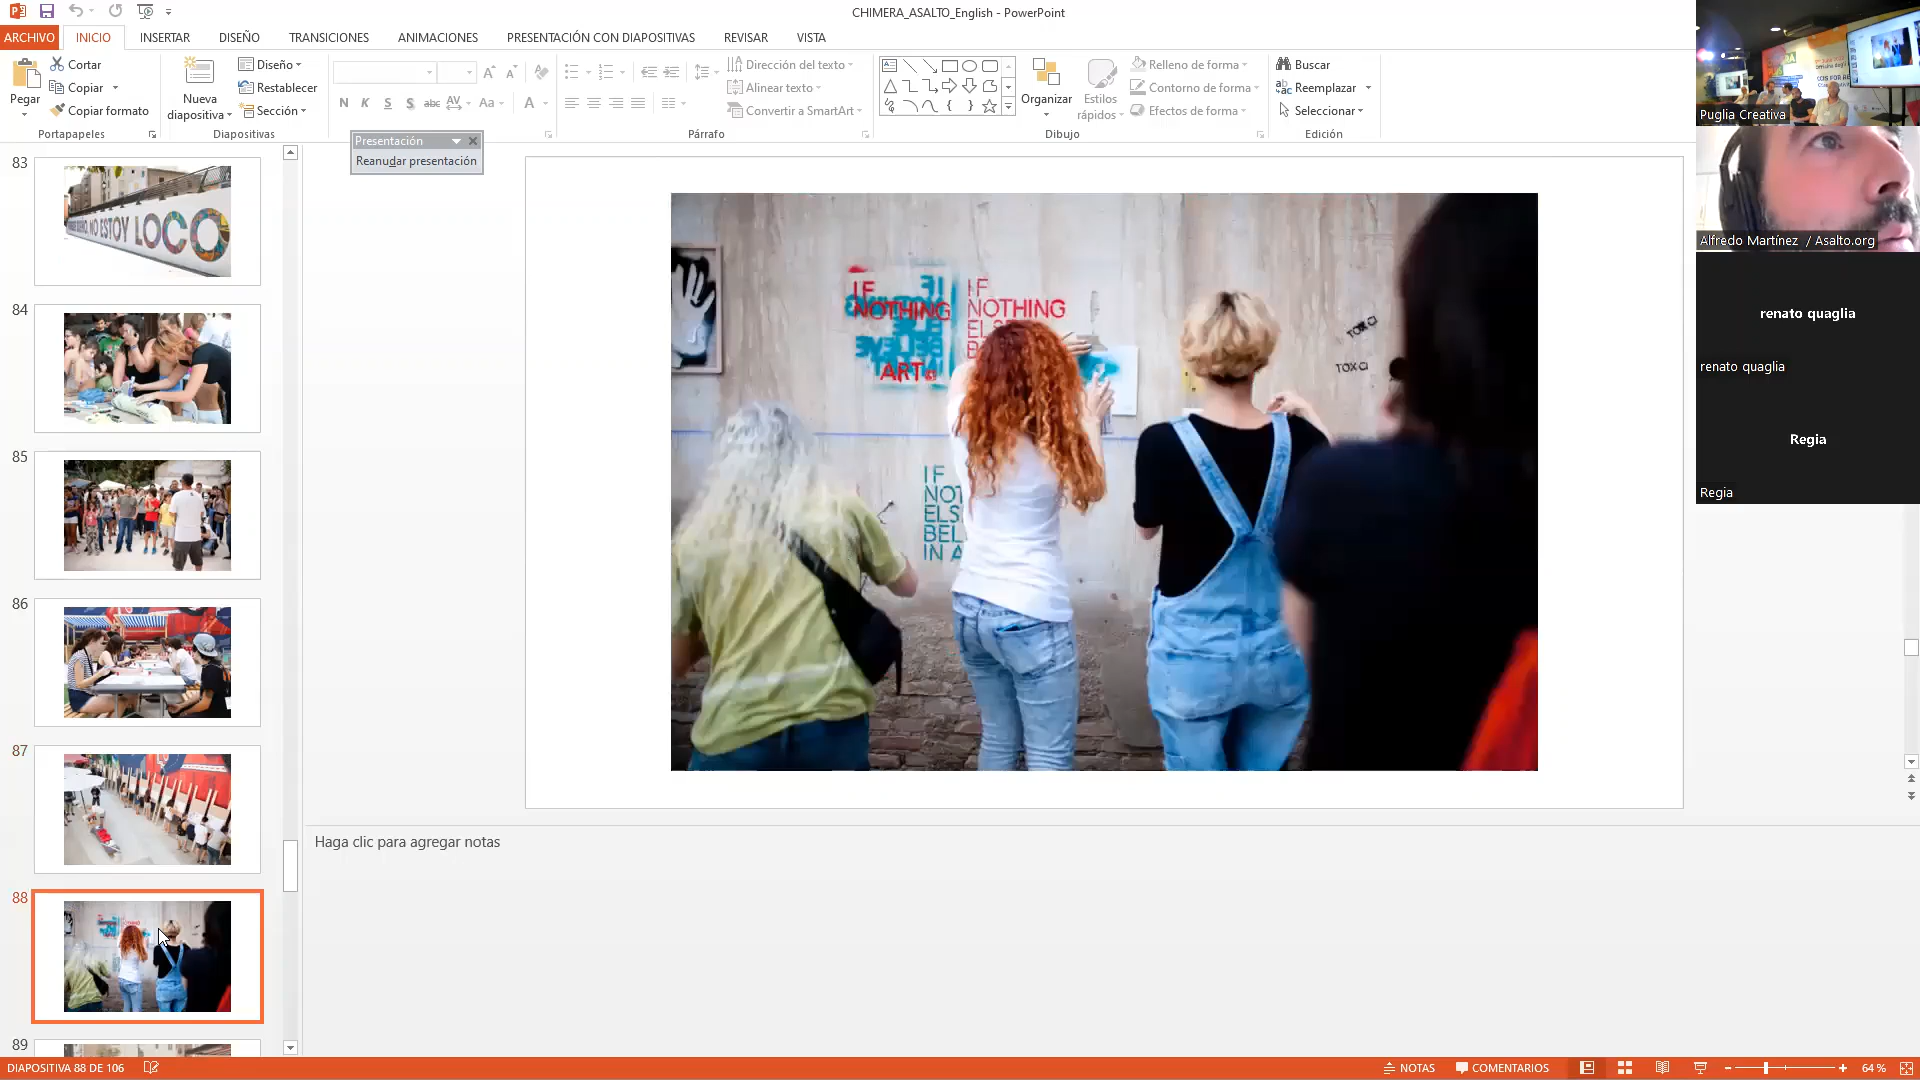 CHIMERA_ASALTO_English - PowerPoint
ARCHIVO INICIO INSERTAR DISEÑO TRANSICIONES ANIMACIONES PRESENTACIÓN CON DIAPOSITIVAS REVISAR VISTA
Pegar
Cortar
Copiar
Copiar formato
Portapapeles
Nueva
diapositiva
Diseño
Restablecer
Sección
Diapositivas
N K S S abc AV Aa A
Dirección del texto
Alinear texto
Convertir a SmartArt
Párrafo
Organizar
Estilos
rápidos
Relleno de forma
Contorno de forma
Efectos de forma
Dibujo
Buscar
Reemplazar
Seleccionar
Edición
Presentación
Reanudar presentación
83
NO ESTOY LOCO
84
85
86
87
88
89
IF
NOTHING
ART
IF
NOTHING
TOXCI
TOXCI
IF
Haga clic para agregar notas
Puglia Creativa
Alfredo Martínez / Asalto.org
renato quaglia
renato quaglia
Regia
Regia
DIAPOSITIVA 88 DE 106
NOTAS
COMENTARIOS
64 %